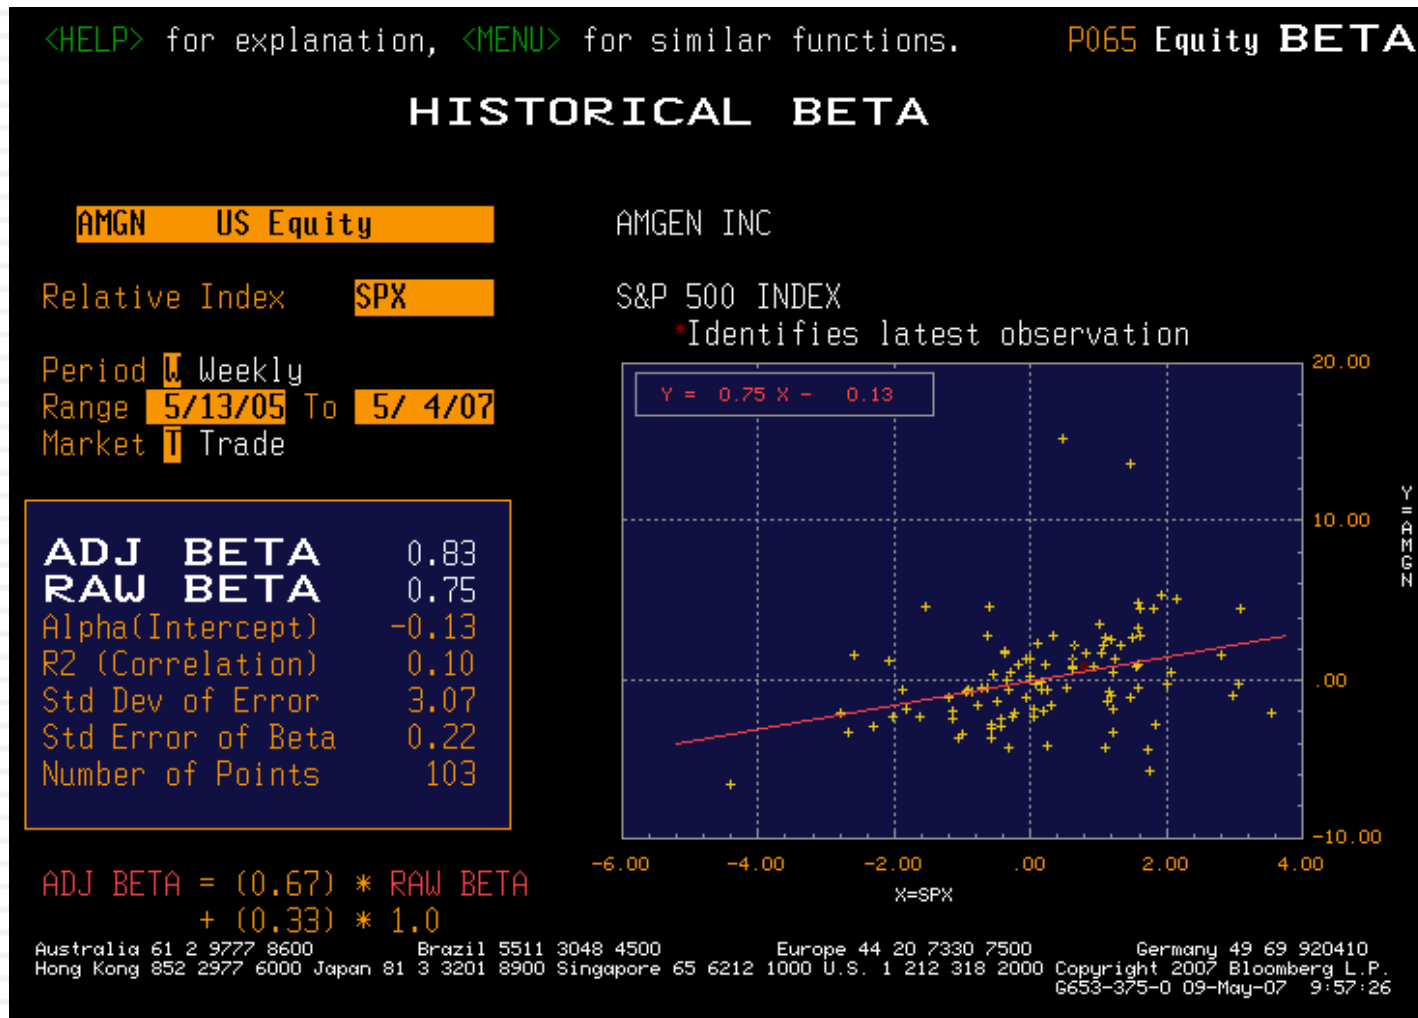 <HELP> for explanation, <MENU> for similar functions. P065 Equity BETA
HISTORICAL BETA
AMGN US Equity
AMGEN INC
Relative Index SPX
S&P 500 INDEX
*Identifies latest observation
Period W Weekly
Range 5/13/05 To 5/ 4/07
Market T Trade
ADJ BETA 0.83
RAW BETA 0.75
Alpha(Intercept) -0.13
R2 (Correlation) 0.10
Std Dev of Error 3.07
Std Error of Beta 0.22
Number of Points 103
ADJ BETA = (0.67) * RAW BETA
+ (0.33) * 1.0
Y = 0.75 X - 0.13
20.00
10.00
.00
-10.00
Y=AMGN
-6.00 -4.00 -2.00 .00 2.00 4.00
X=SPX
Australia 61 2 9777 8600 Brazil 5511 3048 4500 Europe 44 20 7330 7500 Germany 49 69 920410
Hong Kong 852 2977 6000 Japan 81 3 3201 8900 Singapore 65 6212 1000 U.S. 1 212 318 2000 Copyright 2007 Bloomberg L.P.
G653-375-0 09-May-07 9:57:26